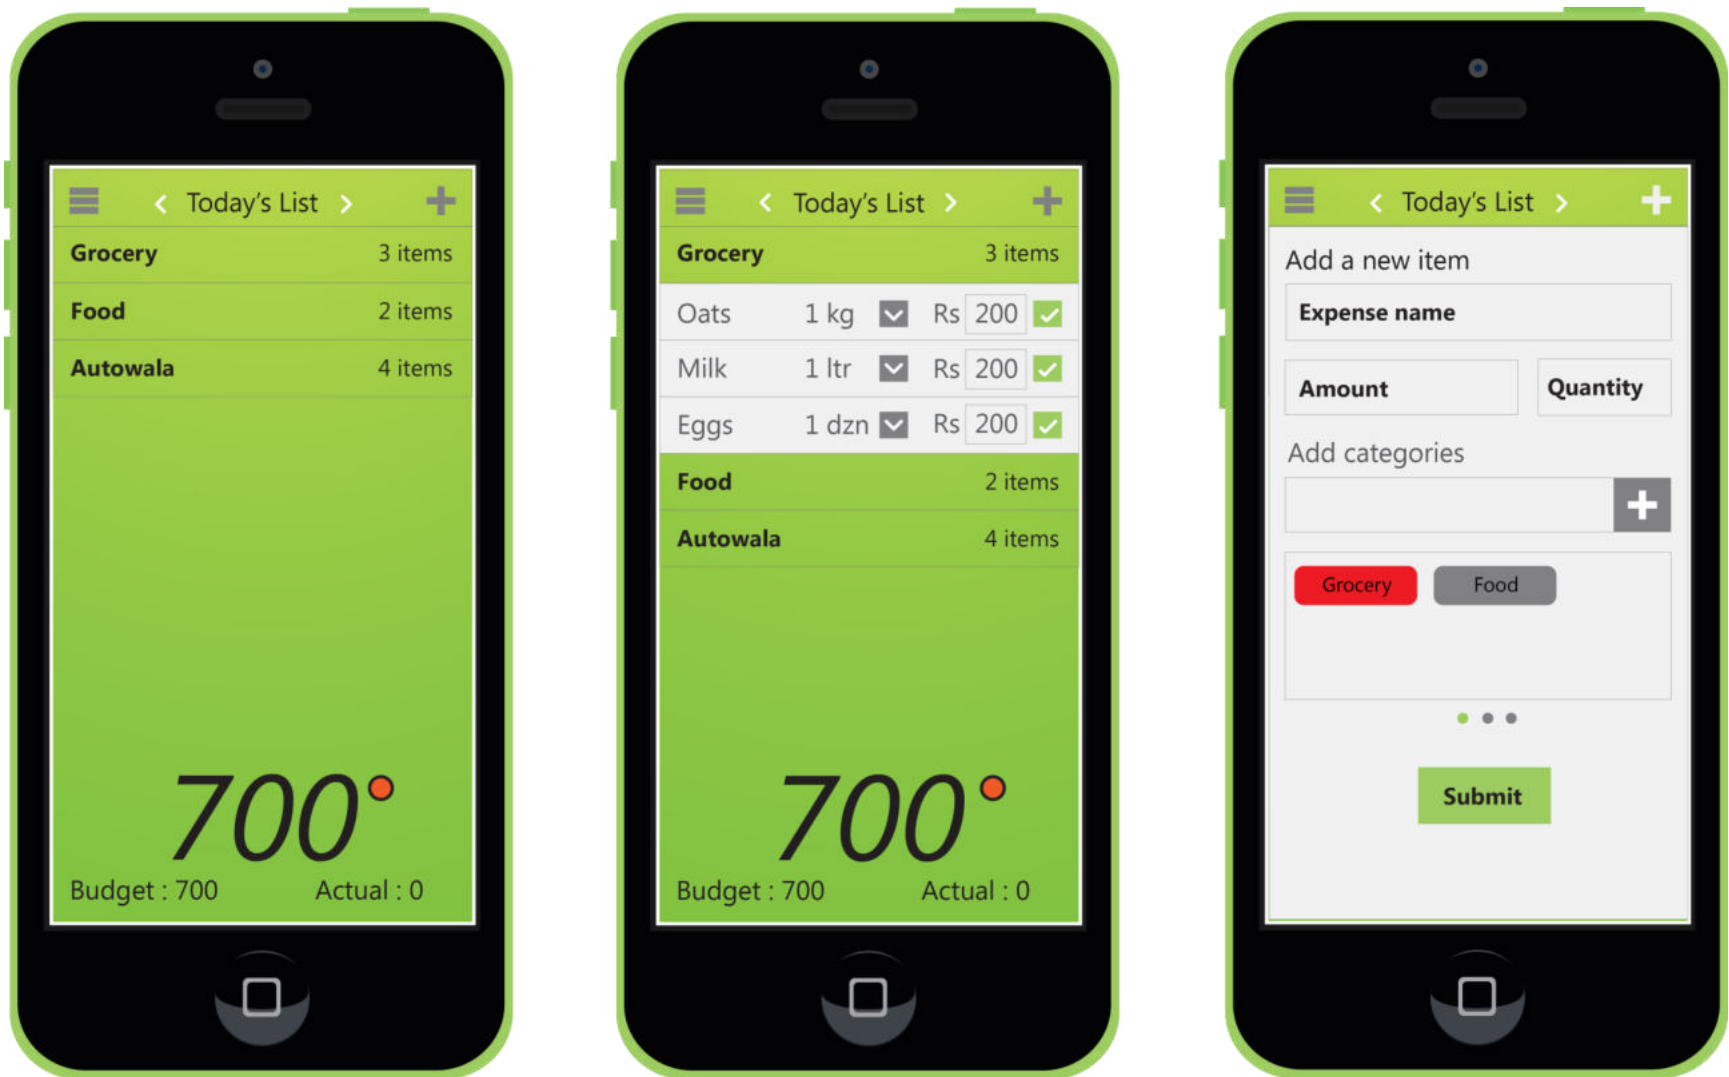 Today's List
Grocery 3 items
Food 2 items
Autowala 4 items
700
Budget : 700 Actual : 0
Today's List
Grocery 3 items
Oats 1 kg Rs 200
Milk 1 ltr Rs 200
Eggs 1 dzn Rs 200
Food 2 items
Autowala 4 items
700
Budget : 700 Actual : 0
Today's List
Add a new item
Expense name
Amount Quantity
Add categories
Grocery Food
Submit